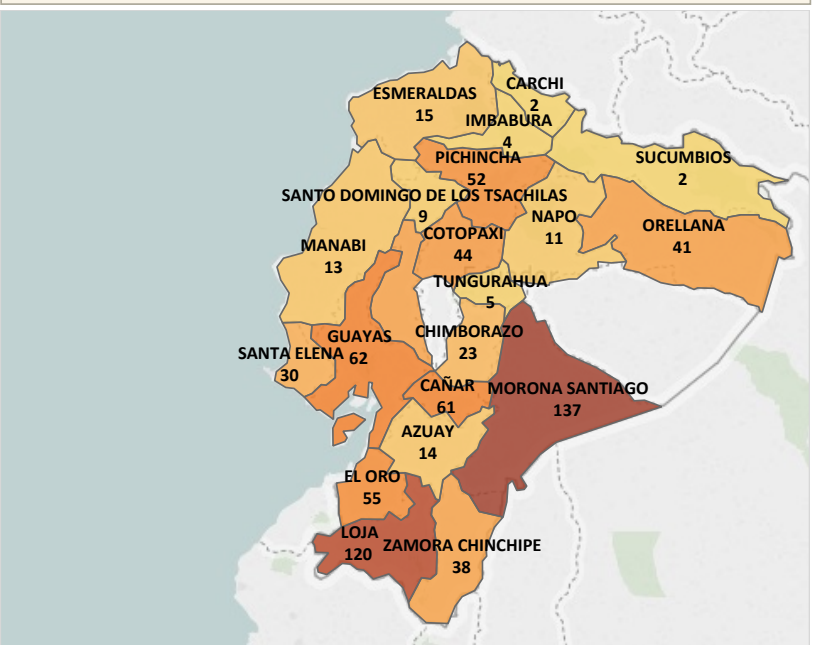 CARCHI
2
ESMERALDAS
15
IMBABURA
4
PICHINCHA
52
SUCUMBIOS
2
SANTO DOMINGO DE LOS TSACHILAS
9
NAPO
11
ORELLANA
41
COTOPAXI
44
MANABI
13
TUNGURAHUA
5
CHIMBORAZO
23
GUAYAS
62
SANTA ELENA
30
CAÑAR
61
MORONA SANTIAGO
137
AZUAY
14
EL ORO
55
LOJA
120
ZAMORA CHINCHIPE
38